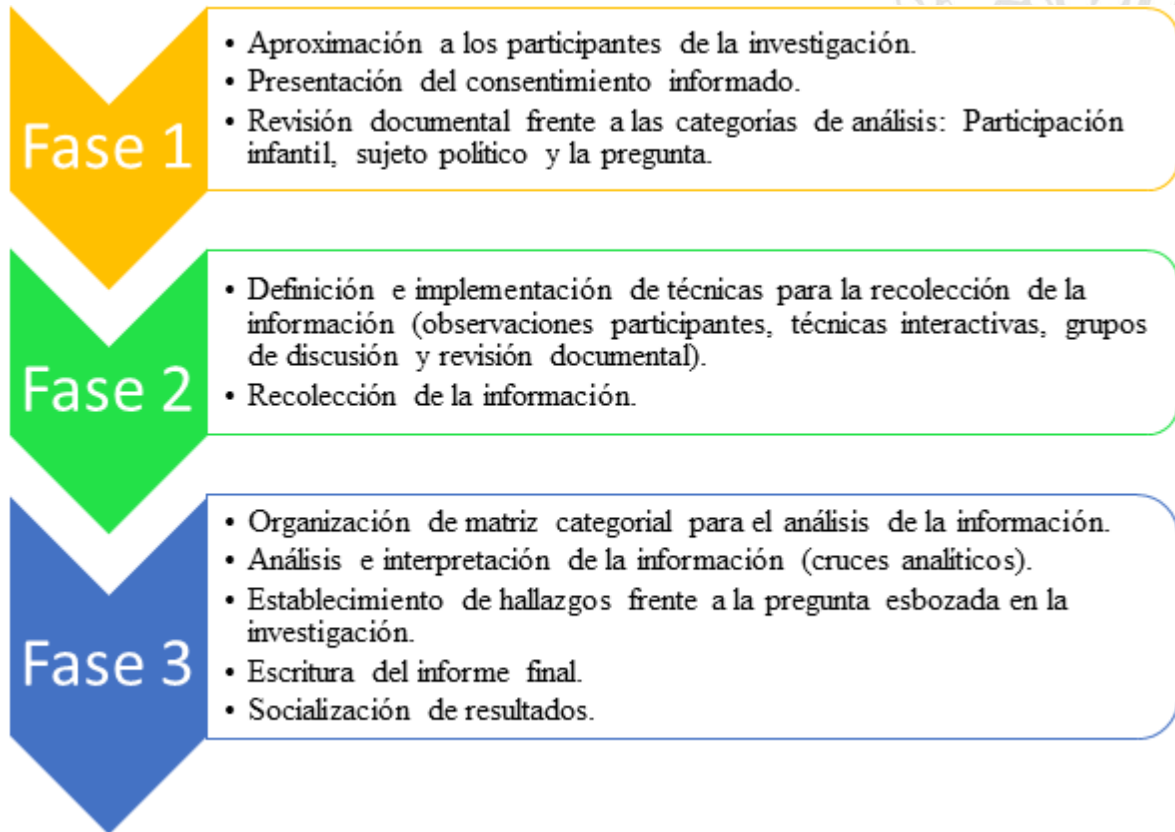 Fase 1
• Aproximación a los participantes de la investigación.
• Presentación del consentimiento informado.
• Revisión documental frente a las categorias de análisis: Participación
infantil, sujeto político y la pregunta.
Fase 2
• Definición e implementación de técnicas para la recolección de la
información (observaciones participantes, técnicas interactivas, grupos
de discusión y revisión documental).
• Recolección de la información.
Fase 3
• Organización de matriz categorial para el análisis de la información.
• Análisis e interpretación de la información (cruces analíticos).
• Establecimiento de hallazgos frente a la pregunta esbozada en la
investigación.
• Escritura del informe final.
• Socialización de resultados.